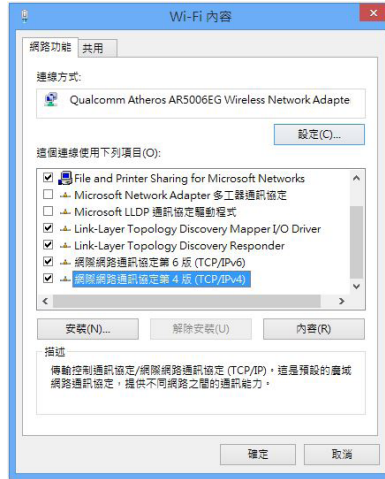 Wi-Fi 內容
網路功能 共用
連線方式:
Qualcomm Atheros AR5006EG Wireless Network Adapte
設定(C)...
這個連線使用下列項目(O):
File and Printer Sharing for Microsoft Networks
Microsoft Network Adapter 多工器通訊協定
Microsoft LLDP 通訊協定驅動程式
Link-Layer Topology Discovery Mapper I/O Driver
Link-Layer Topology Discovery Responder
網際網路通訊協定第 6 版 (TCP/IPv6)
網際網路通訊協定第 4 版 (TCP/IPv4)
安裝(N)... 解除安裝(U) 內容(R)
描述
傳輸控制通訊協定/網際網路通訊協定 (TCP/IP)。這是預設的廣域
網路通訊協定，提供不同網路之間的通訊能力。
確定 取消